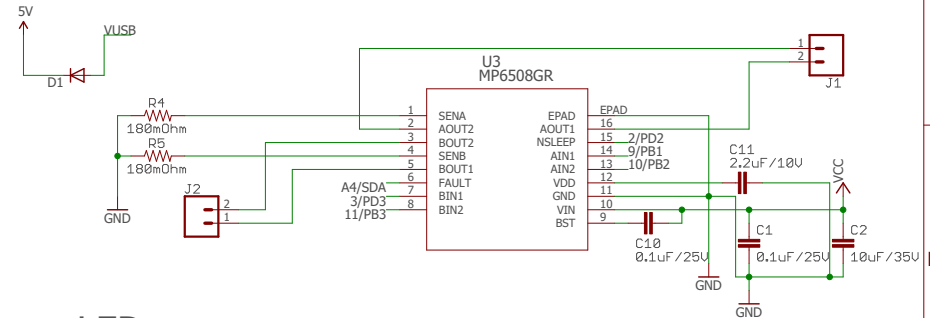 5V
VUSB
D1
U3
MP6508GR
1
2
J1
R4
180mOhm
R5
180mOhm
GND
J2
2
1
A4/SDA
3/PD3
11/PB3
1 SENA
2 AOUT2
3 BOUT2
4 SENB
5 BOUT1
6 FAULT
7 BIN1
8 BIN2
EPAD EPAD
AOUT1 16
NSLEEP 15 2/PD2
AIN1 14 9/PB1
AIN2 13 10/PB2
VDD 12
GND 11
VIN 10
BST 9
C11
2.2uF/10V
VCC
C10
0.1uF/25V
C1
0.1uF/25V
C2
10uF/35V
GND
GND